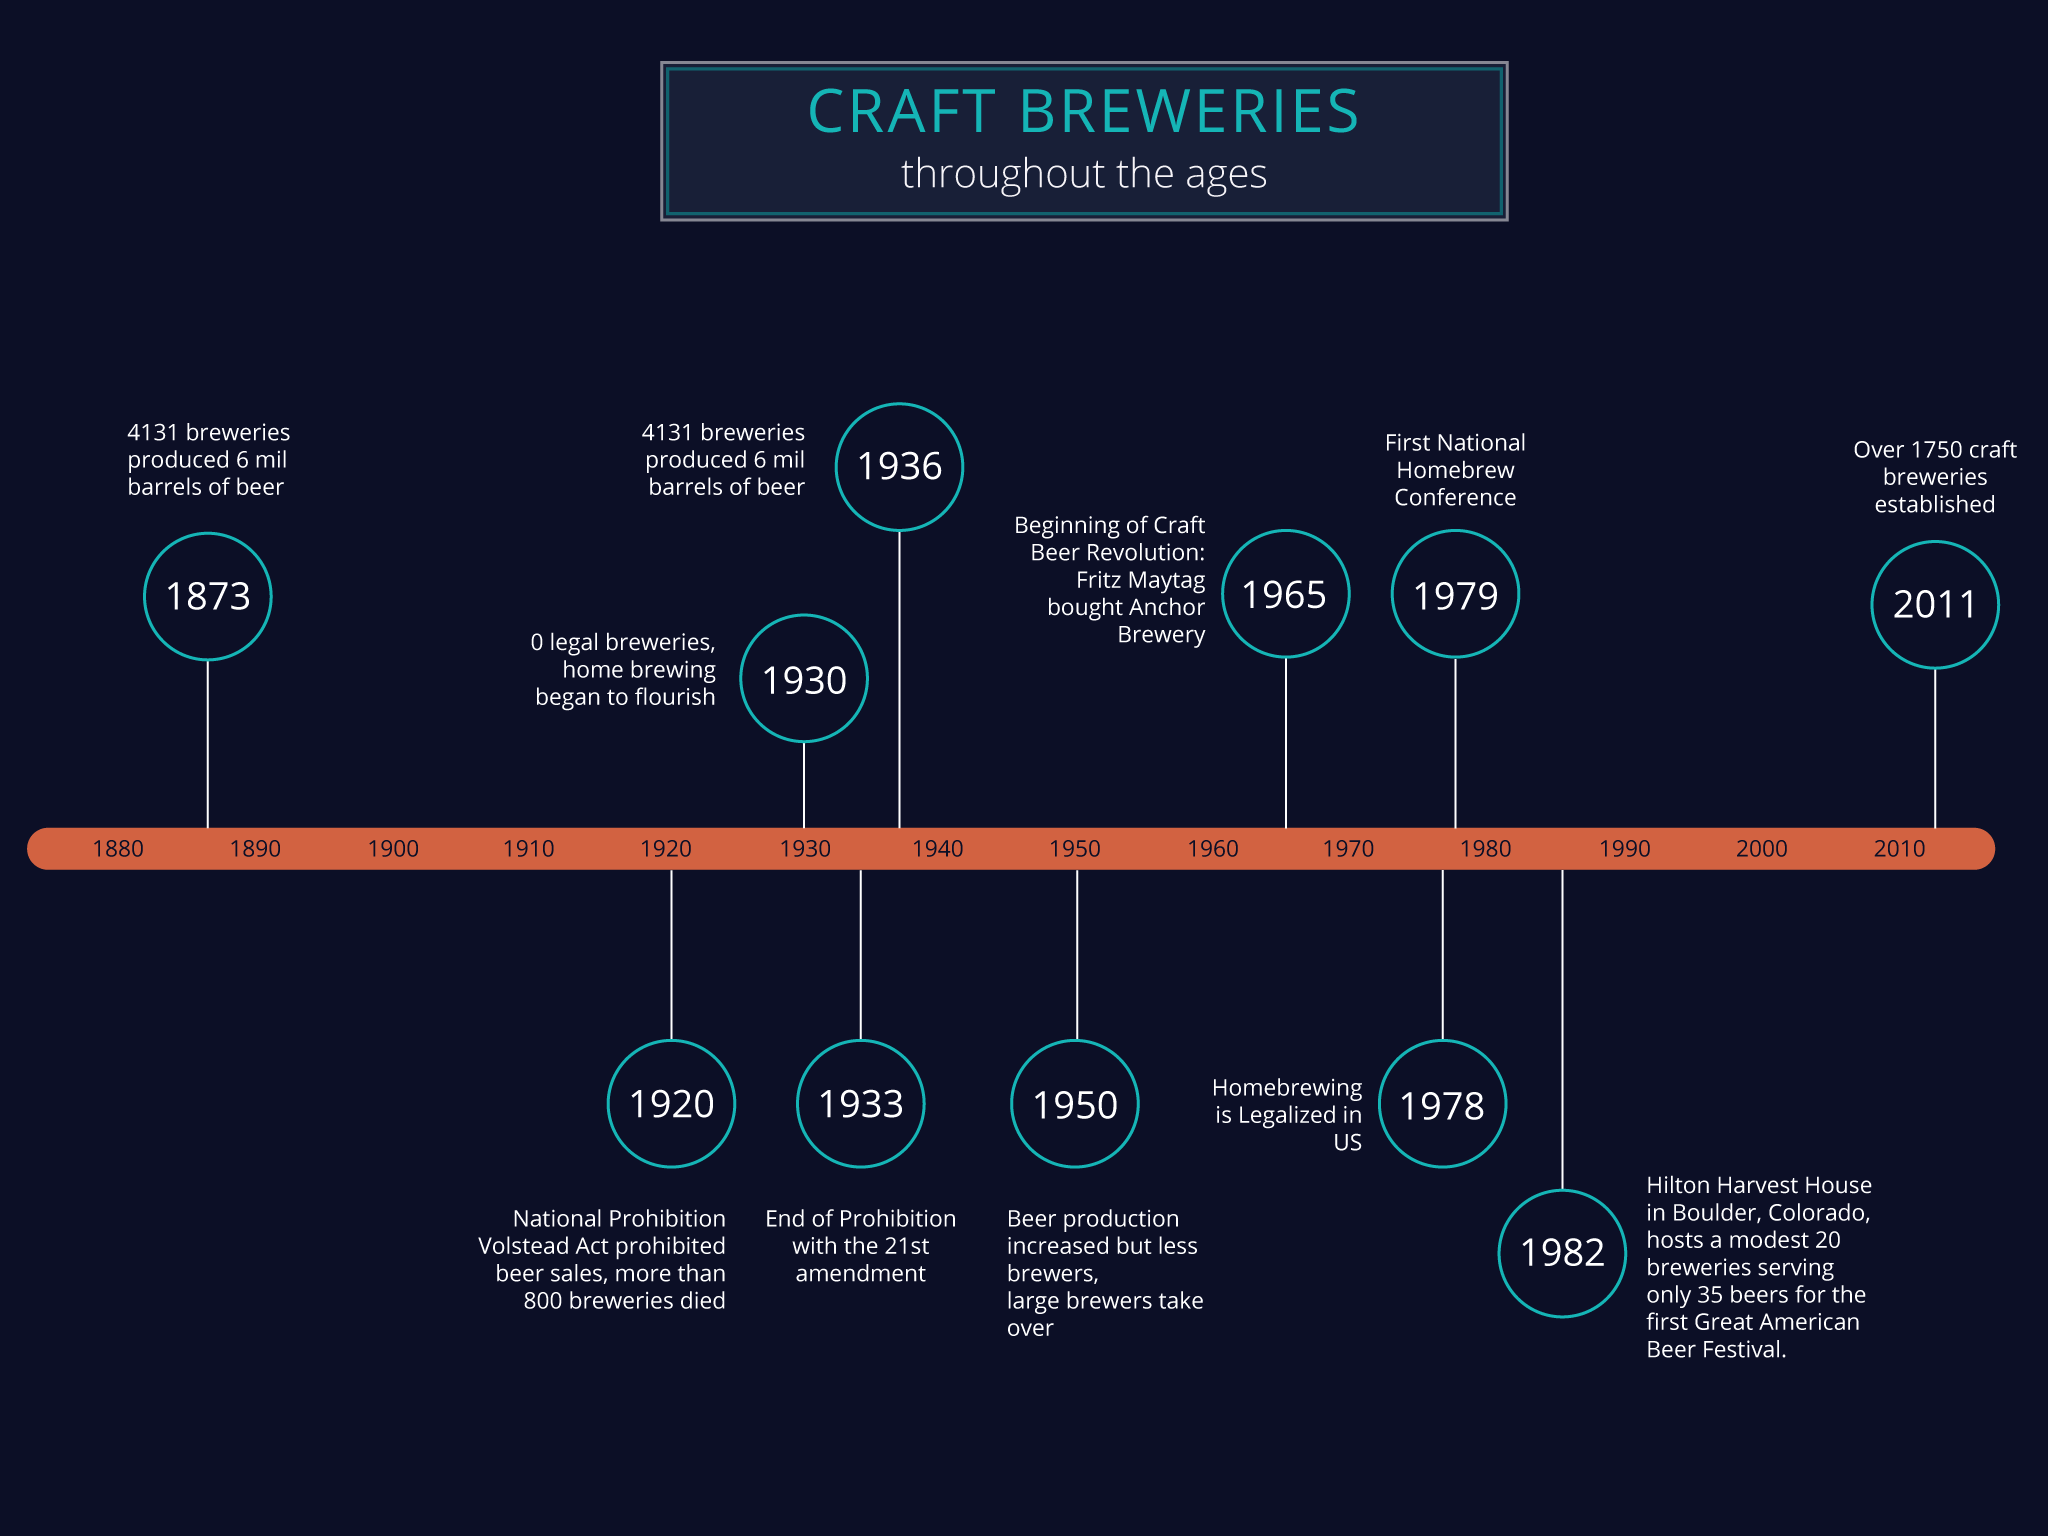 CRAFT BREWERIES
throughout the ages
4131 breweries
produced 6 mil
barrels of beer
1873
4131 breweries
produced 6 mil
barrels of beer
1936
0 legal breweries,
home brewing
began to flourish
1930
Beginning of Craft
Beer Revolution:
Fritz Maytag
bought Anchor
Brewery
1965
First National
Homebrew
Conference
1979
Over 1750 craft
breweries
established
2011
1880 1890 1900 1910 1920 1930 1940 1950 1960 1970 1980 1990 2000 2010
1920
National Prohibition
Volstead Act prohibited
beer sales, more than
800 breweries died
1933
End of Prohibition
with the 21st
amendment
1950
Beer production
increased but less
brewers,
large brewers take
over
Homebrewing
is Legalized in
US
1978
1982
Hilton Harvest House
in Boulder, Colorado,
hosts a modest 20
breweries serving
only 35 beers for the
first Great American
Beer Festival.